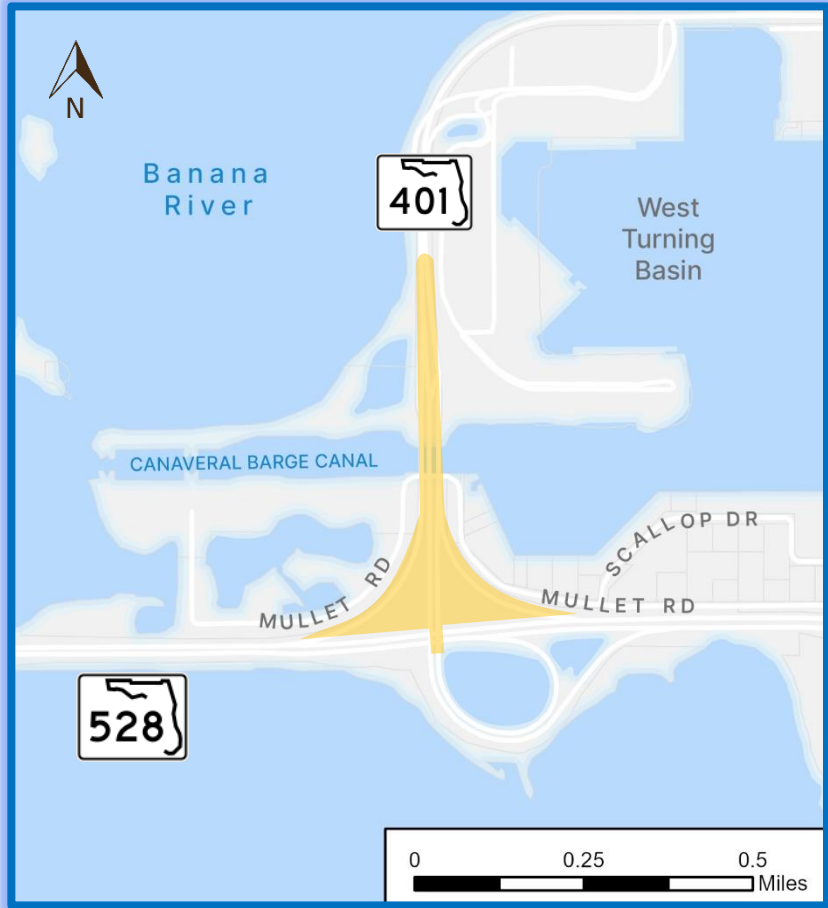 N
Banana
River
401
West
Turning
Basin
CANAVERAL BARGE CANAL
SCALLOP DR
MULLET RD
MULLET RD
528
0 0.25 0.5
Miles